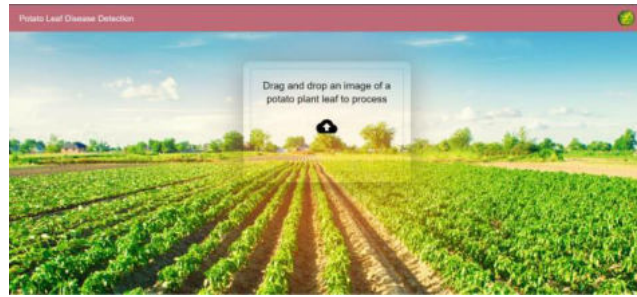 Potato Leaf Disease Detection
Drag and drop an image of a
potato plant leaf to process